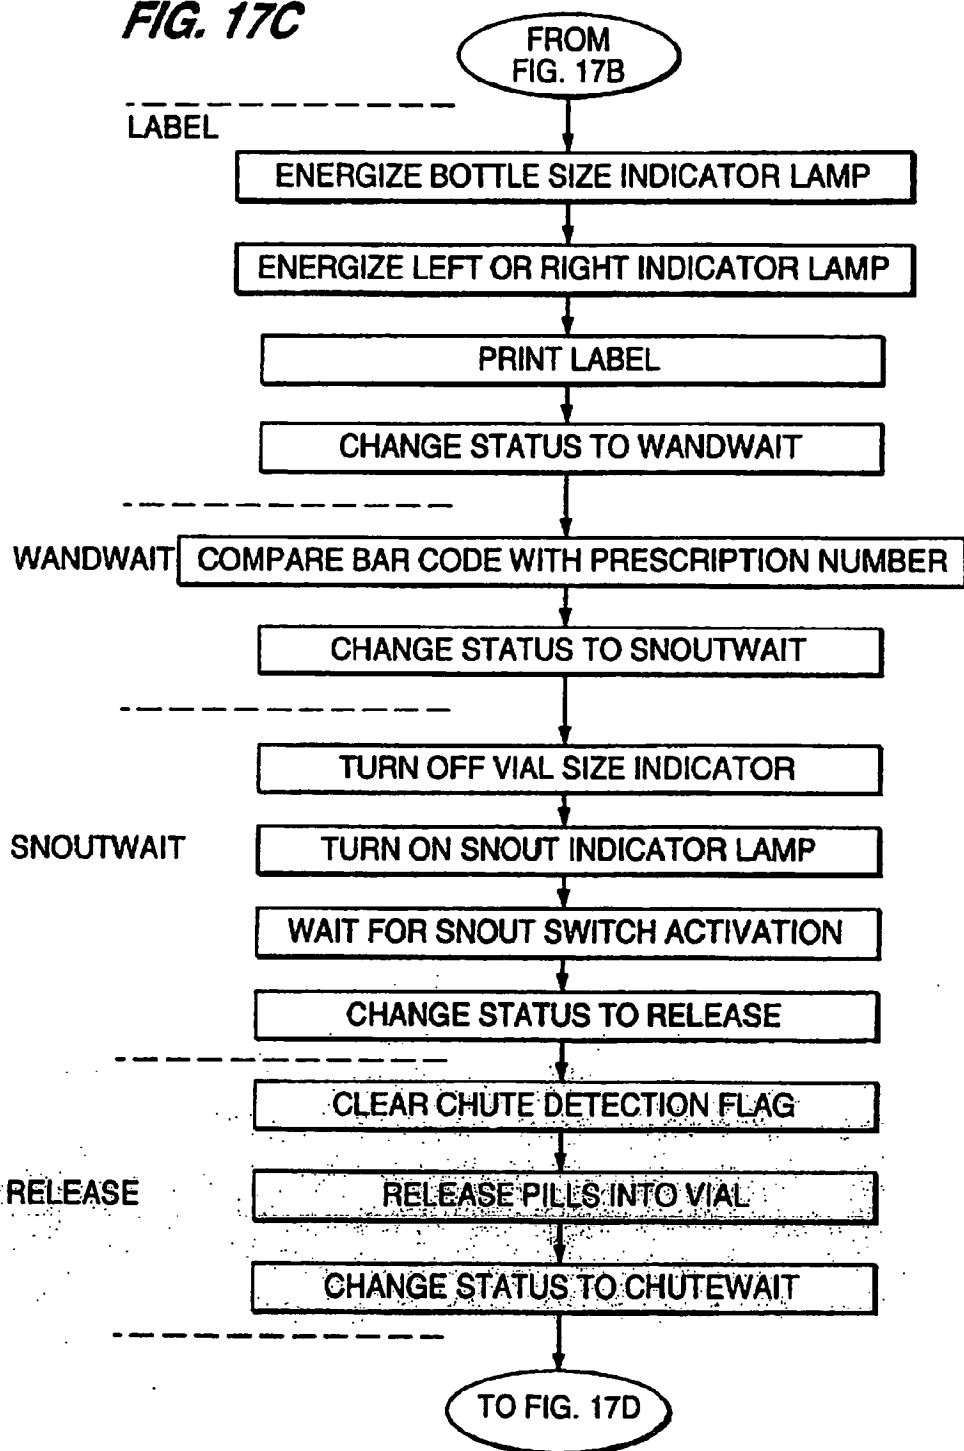 FIG. 17C
FROM
FIG. 17B
LABEL
ENERGIZE BOTTLE SIZE INDICATOR LAMP
ENERGIZE LEFT OR RIGHT INDICATOR LAMP
PRINT LABEL
CHANGE STATUS TO WANDWAIT
WANDWAIT COMPARE BAR CODE WITH PRESCRIPTION NUMBER
CHANGE STATUS TO SNOUTWAIT
TURN OFF VIAL SIZE INDICATOR
SNOUTWAIT TURN ON SNOUT INDICATOR LAMP
WAIT FOR SNOUT SWITCH ACTIVATION
CHANGE STATUS TO RELEASE
CLEAR CHUTE DETECTION FLAG
RELEASE RELEASE PILLS INTO VIAL
CHANGE STATUS TO CHUTEWAIT
TO FIG. 17D